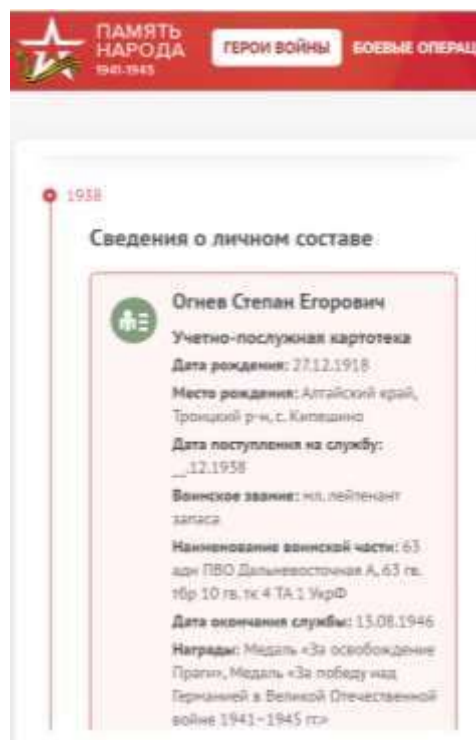 ПАМЯТЬ
НАРОДА
1941-1945
ГЕРОИ ВОЙНЫ
БОЕВЫЕ ОПЕРАЦ
1938
Сведения о личном составе
Огнев Степан Егорович
Учетно-послужная картотека
Дата рождения: 27.12.1918
Место рождения: Алтайский край,
Троицкий р-н, с. Кипешино
Дата поступления на службу:
__.12.1938
Воинское звание: мл. лейтенант
запаса
Наименование воинской части: 63
адн ПВО Дальневосточная А, 63 гв.
тбр 10 гв. тк 4 ТА 1 УкрФ
Дата окончания службы: 13.08.1946
Награды: Медаль «За освобождение
Праги», Медаль «За победу над
Германией в Великой Отечественной
войне 1941–1945 гг.»